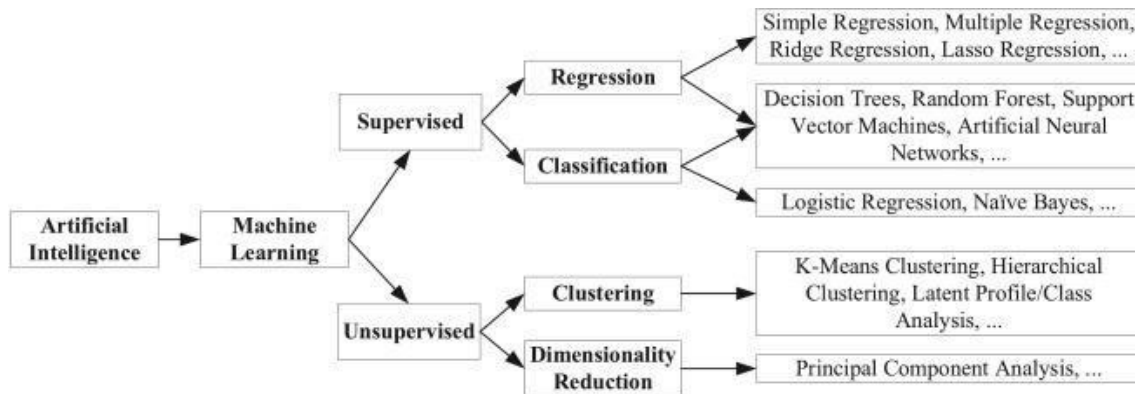 Artificial
Intelligence
Machine
Learning
Supervised
Regression
Simple Regression, Multiple Regression,
Ridge Regression, Lasso Regression, ...
Decision Trees, Random Forest, Support
Vector Machines, Artificial Neural
Networks, ...
Classification
Logistic Regression, Naïve Bayes, ...
Unsupervised
Clustering
K-Means Clustering, Hierarchical
Clustering, Latent Profile/Class
Analysis, ...
Dimensionality
Reduction
Principal Component Analysis, ...